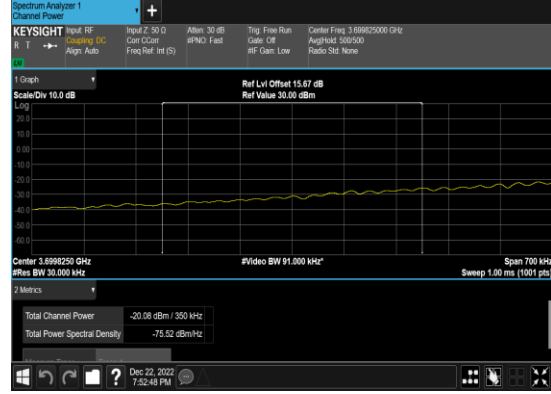 Spectrum Analyzer 1
Channel Power
+
KEYSIGHT
R T
Input: RF
Coupling: DC
Align: Auto
Input Z: 50 Ω
Corr CCorr
Freq Ref: Int (S)
Atten: 30 dB
#PNO: Fast
Trig: Free Run
Gate: Off
#IF Gain: Low
Center Freq: 3.699825000 GHz
Avg|Hold: 500/500
Radio Std: None
1 Graph
Scale/Div 10.0 dB
Ref Lvl Offset 15.67 dB
Ref Value 30.00 dBm
Log
20.0
10.0
0.00
-10.0
-20.0
-30.0
-40.0
-50.0
-60.0
Center 3.6998250 GHz
#Video BW 91.000 kHz*
Span 700 kHz
#Res BW 30.000 kHz
Sweep 1.00 ms (1001 pts)
2 Metrics
Total Channel Power -20.08 dBm / 350 kHz
Total Power Spectral Density -75.52 dBm/Hz
?
Dec 22, 2022
7:52:48 PM